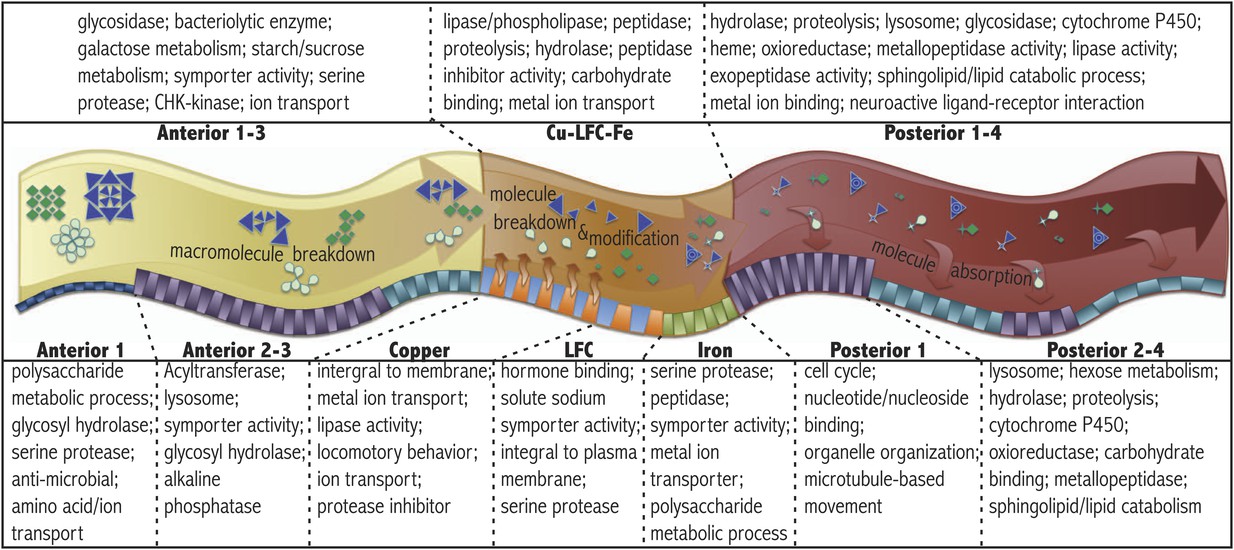 glycosidase; bacteriolytic enzyme;
galactose metabolism; starch/sucrose
metabolism; symporter activity; serine
protease; CHK-kinase; ion transport
lipase/phospholipase; peptidase;
proteolysis; hydrolase; peptidase
inhibitor activity; carbohydrate
binding; metal ion transport
hydrolase; proteolysis; lysosome; glycosidase; cytochrome P450;
heme; oxioreductase; metallopeptidase activity; lipase activity;
exopeptidase activity; sphingolipid/lipid catabolic process;
metal ion binding; neuroactive ligand-receptor interaction
Anterior 1-3
Cu-LFC-Fe
Posterior 1-4
macromolecule breakdown
molecule
breakdown
&modification
molecule absorption
Anterior 1
polysaccharide
metabolic process;
glycosyl hydrolase;
serine protease;
anti-microbial;
amino acid/ion
transport
Anterior 2-3
Acyltransferase;
lysosome;
symporter activity;
glycosyl hydrolase;
alkaline
phosphatase
Copper
intergral to membrane;
metal ion transport;
lipase activity;
locomotory behavior;
ion transport;
protease inhibitor
LFC
hormone binding;
solute sodium
symporter activity;
integral to plasma
membrane;
serine protease
Iron
serine protease;
peptidase;
symporter activity;
metal ion
transporter;
polysaccharide
metabolic process
Posterior 1
cell cycle;
nucleotide/nucleoside
binding;
organelle organization;
microtubule-based
movement
Posterior 2-4
lysosome; hexose metabolism;
hydrolase; proteolysis;
cytochrome P450;
oxioreductase; carbohydrate
binding; metallopeptidase;
sphingolipid/lipid catabolism